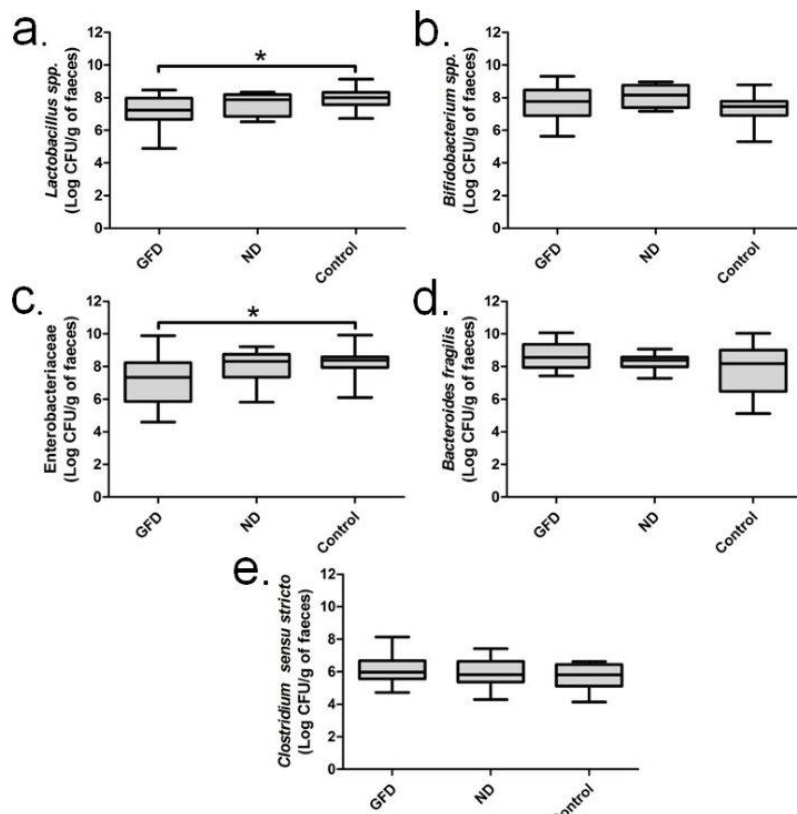 a.
Lactobacillus spp.
(Log CFU/g of faeces)
12
10
8
6
4
2
0
*
GFD
ND
Control
b.
Bifidobacterium spp.
(Log CFU/g of faeces)
12
10
8
6
4
2
0
GFD
ND
Control
c.
Enterobacteriaceae
(Log CFU/g of faeces)
12
10
8
6
4
2
0
*
GFD
ND
Control
d.
Bacteroides fragilis
(Log CFU/g of faeces)
12
10
8
6
4
2
0
GFD
ND
Control
e.
Clostridium sensu stricto
(Log CFU/g of faeces)
12
10
8
6
4
2
0
GFD
ND
Control